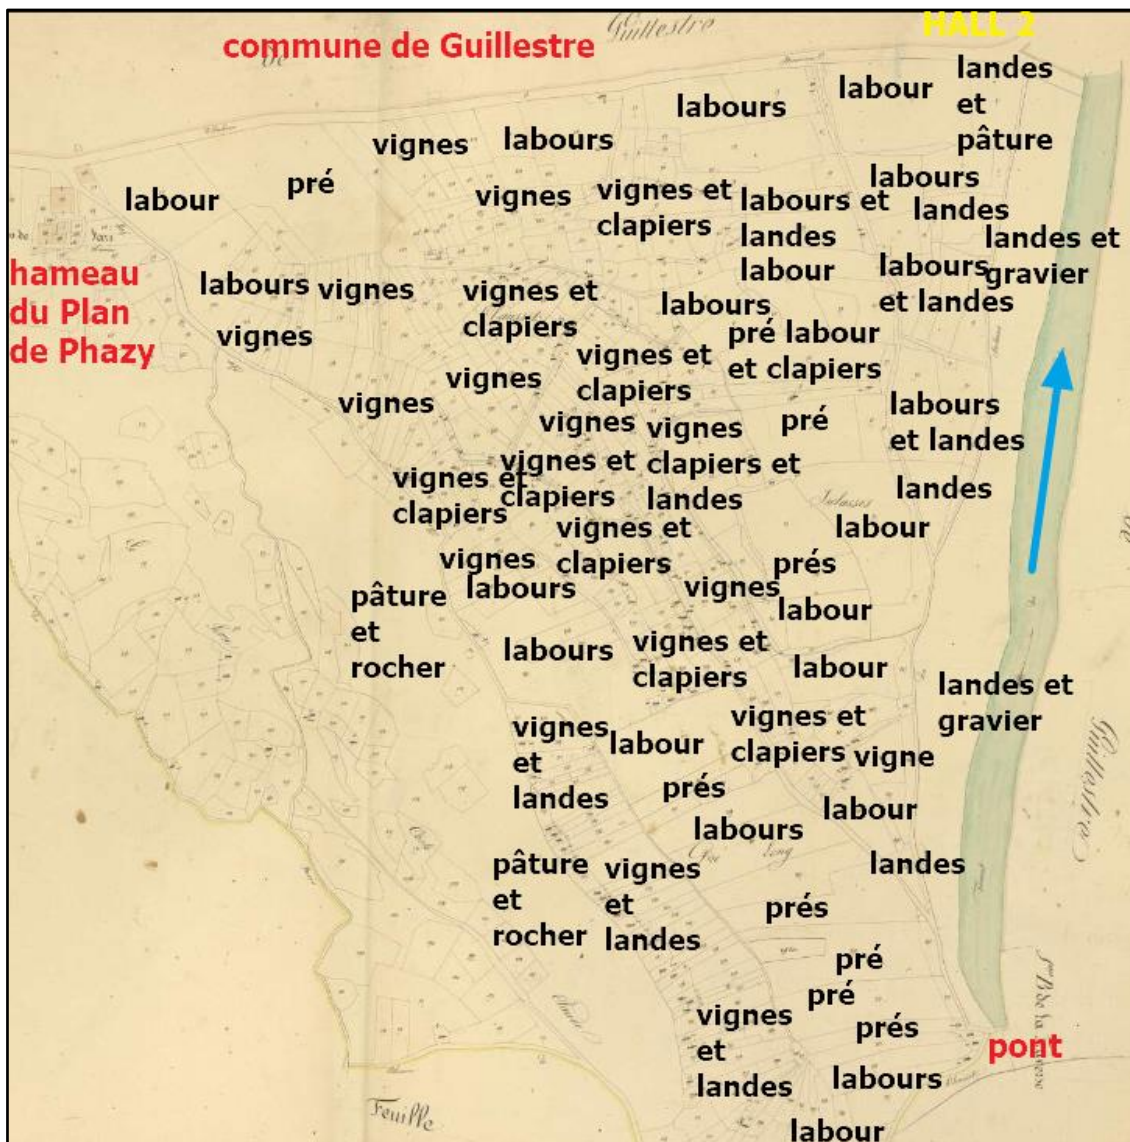 Guillestre
HALL 2
commune de Guillestre
De
landes
et
pâture
labour
labours
vignes
labours
labour
pré
vignes
vignes et
clapiers
labours et
landes
labours
landes
landes et
gravier
hameau
du Plan
de Phazy
labours
vignes
vignes
vignes et
clapiers
labour
labours
et landes
labours
pré labour
et clapiers
vignes et
clapiers
vignes
vignes
vignes
vignes
clapiers et
landes
pré
labours
et landes
vignes et
clapiers
vignes et
clapiers
landes
labour
vignes et
clapiers
vignes
labours
prés
vignes
labour
pâture
et
rocher
labours
vignes et
clapiers
labour
landes et
gravier
vignes
et
landes
labour
vignes et
clapiers
vigne
Guillestre
de
prés
labour
labours
landes
pâture
et
rocher
vignes
et
landes
prés
pré
pré
prés
vignes
et
landes
labours
pont
labour
Feuille